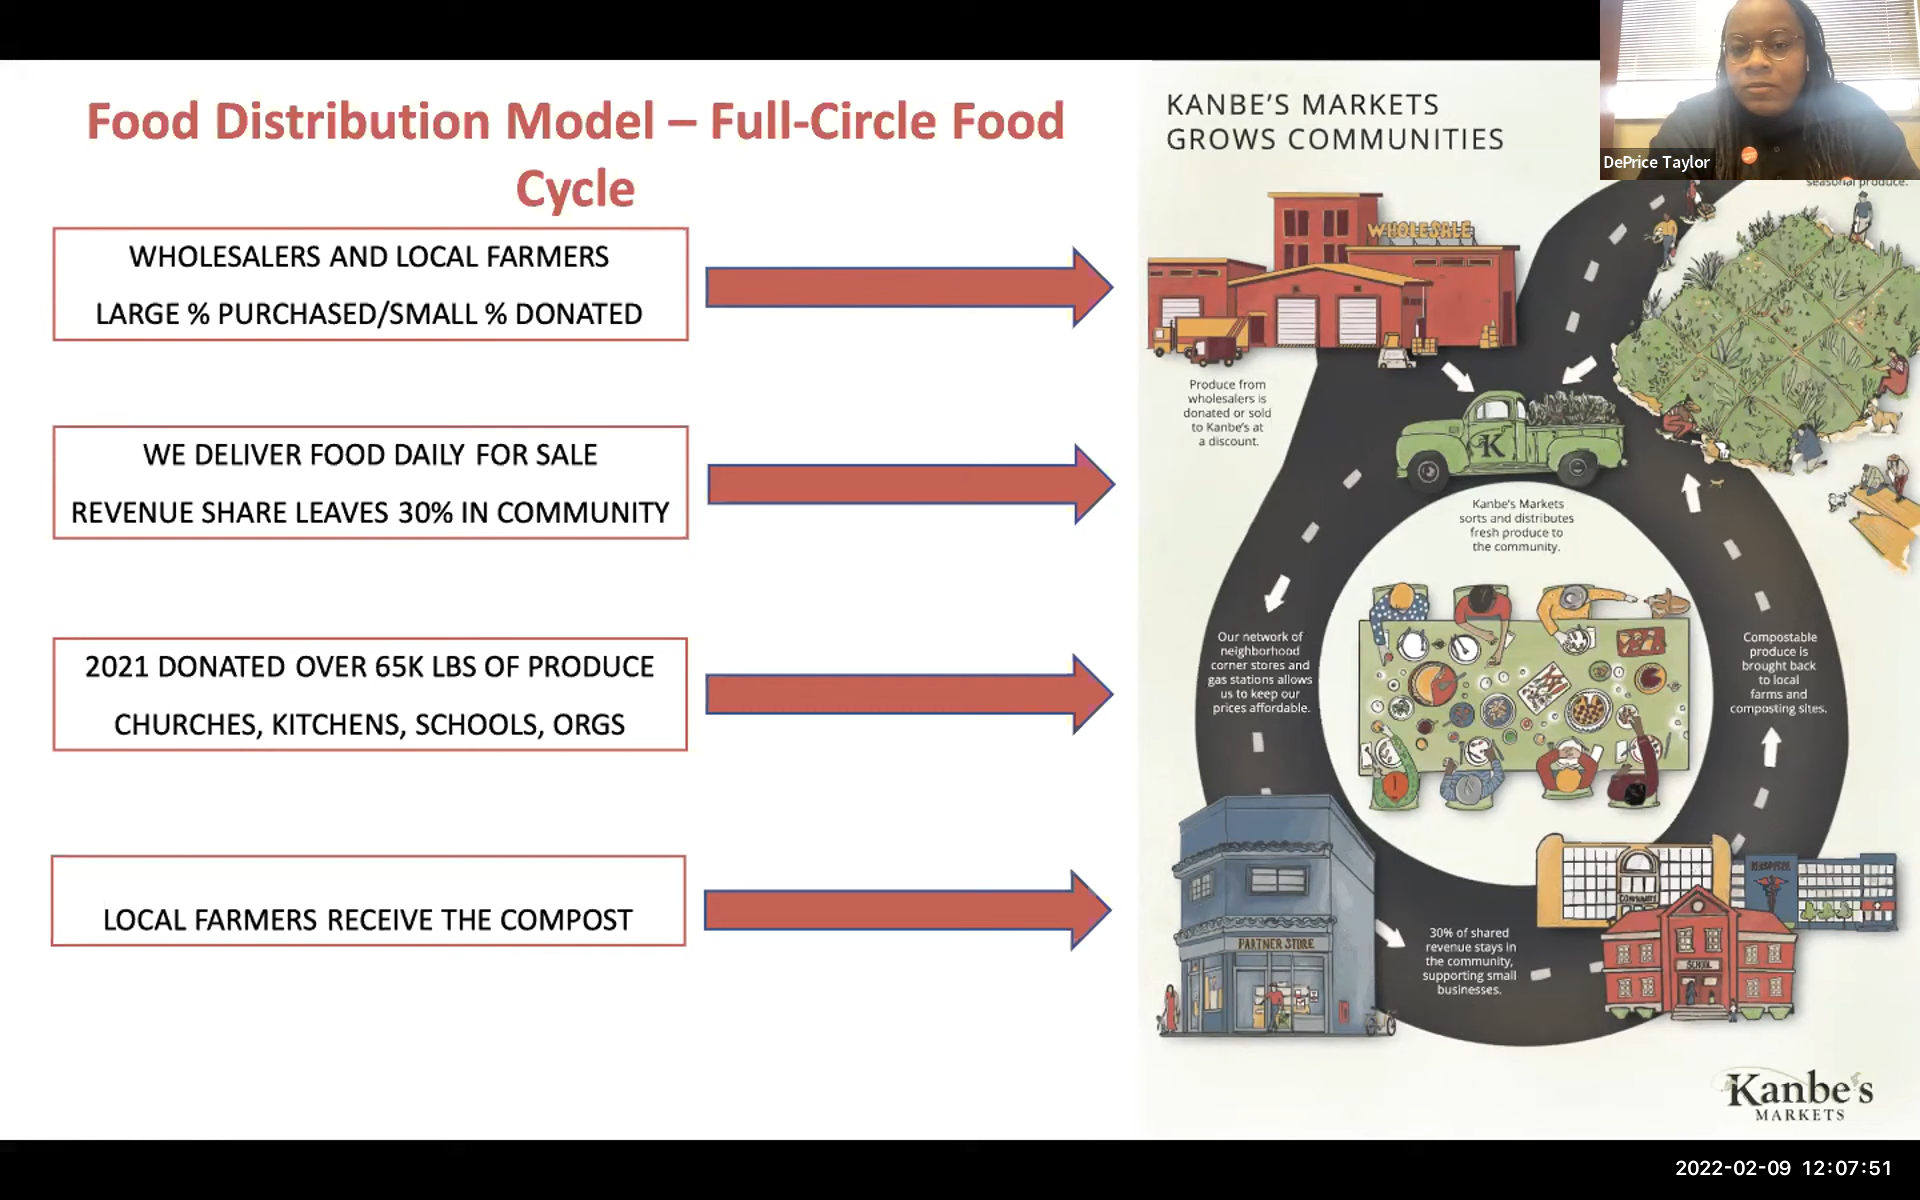 Food Distribution Model – Full-Circle Food
Cycle
WHOLESALERS AND LOCAL FARMERS
LARGE % PURCHASED/SMALL % DONATED
WE DELIVER FOOD DAILY FOR SALE
REVENUE SHARE LEAVES 30% IN COMMUNITY
2021 DONATED OVER 65K LBS OF PRODUCE
CHURCHES, KITCHENS, SCHOOLS, ORGS
LOCAL FARMERS RECEIVE THE COMPOST
KANBE'S MARKETS
GROWS COMMUNITIES
DePrice Taylor
seasonal produce.
WHOLESALE
Produce from
wholesalers is
donated or sold
to Kanbe's at
a discount.
K
Kanbe's Markets
sorts and distributes
fresh produce to
the community.
Our network of
neighborhood
corner stores and
gas stations allows
us to keep our
prices affordable.
Compostable
produce is
brought back
to local
farms and
composting sites.
PARTNER STORE
30% of shared
revenue stays in
the community,
supporting small
businesses.
COMMUNITY
HOSPITAL
SCHOOL
Kanbe's
MARKETS
2022-02-09 12:07:51